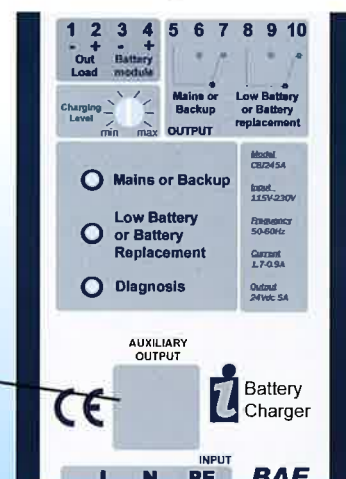 1 2 3 4 5 6 7 8 9 10
- + - +
Out Load
Battery module
Mains or Backup
Low Battery or Battery replacement
Charging Level
min max
OUTPUT
Mains or Backup
Low Battery
or Battery
Replacement
Diagnosis
Model
CBI245A
Input
115V-230V
Frequency
50-60Hz
Current
1.7-0.9A
Output
24Vdc 5A
AUXILIARY
OUTPUT
CE
i Battery
Charger
INPUT
L N PE